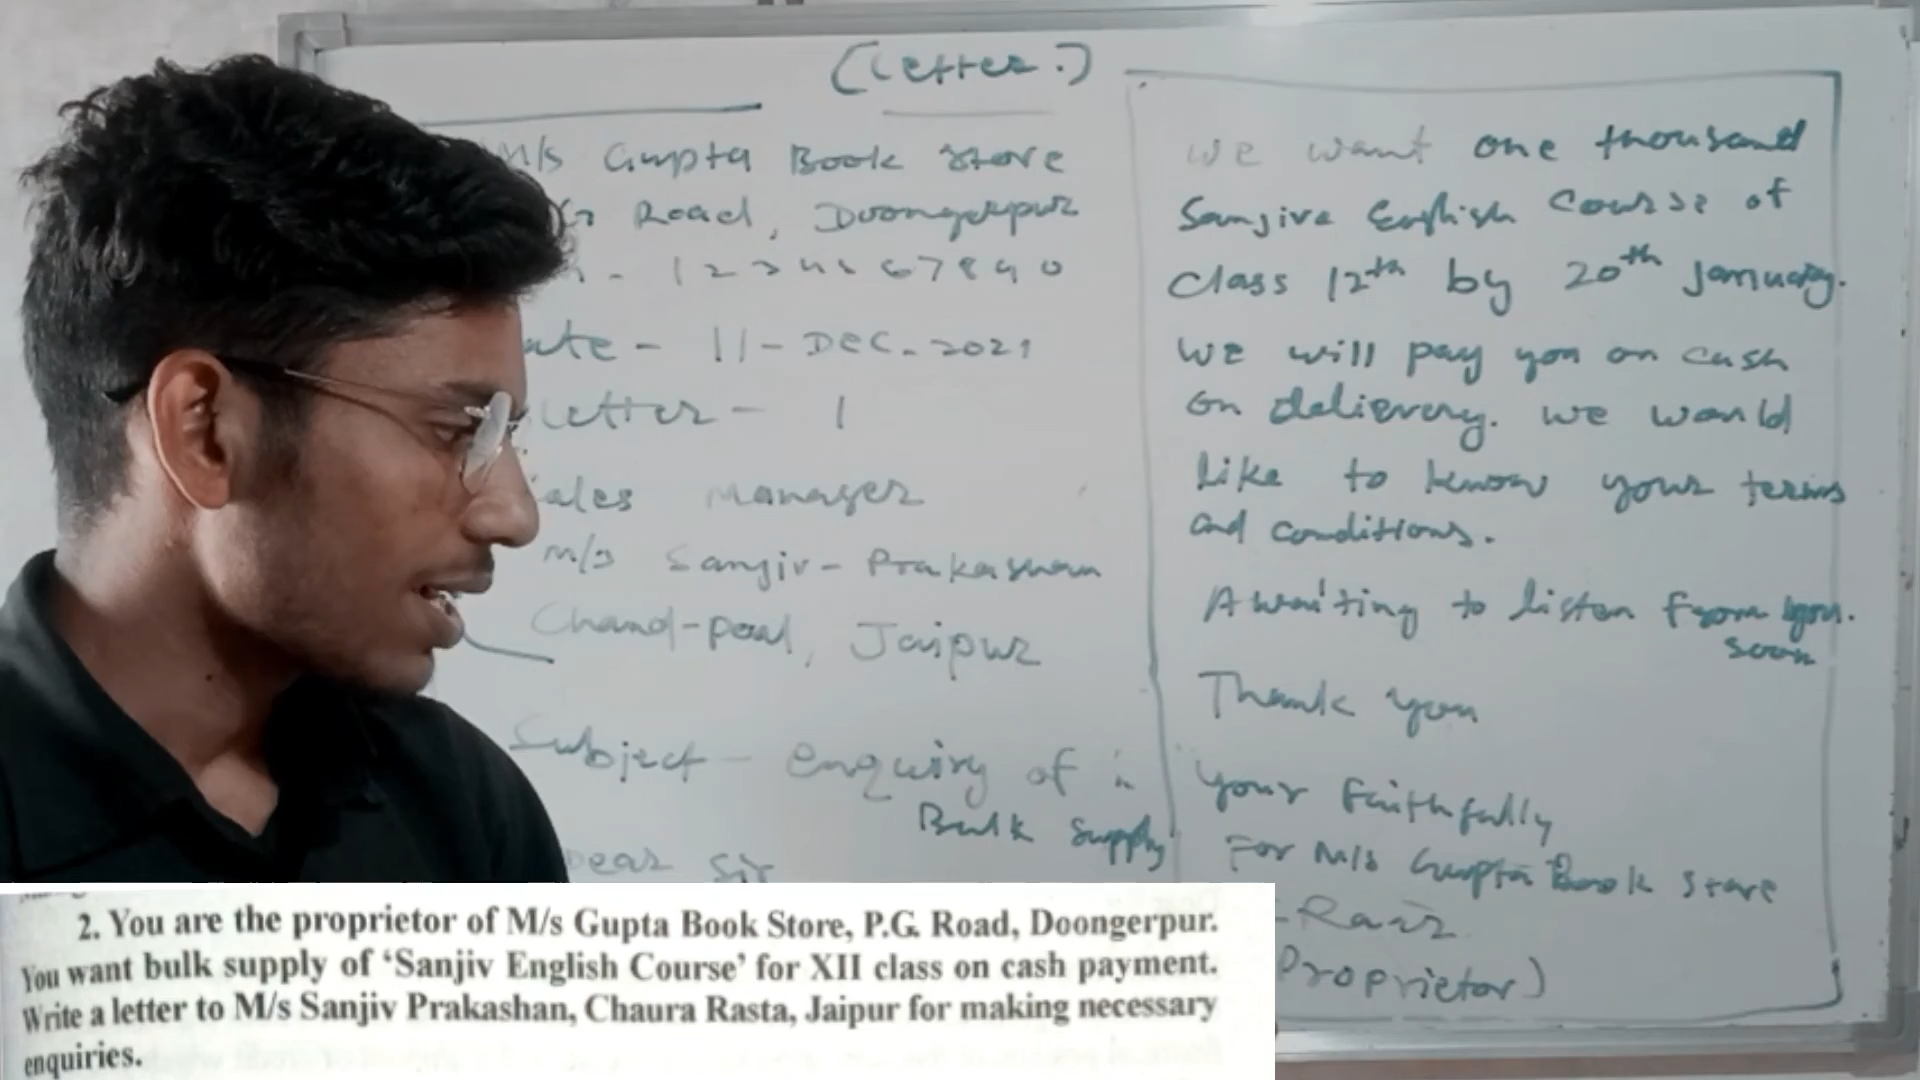 (Letter.)
M/s Gupta Book store
Road, Doongerpur
1234567890
ate - 11-DEC-2021
Letter - 1
ales Manager
M/s Sanjiv-Prakashan
Chand-poal, Jaipur
Subject - enquiry of in
Bulk Supply
Dear Sir
We want one thousand
Sanjive English Course of
Class 12th by 20th January.
We will pay you on cash
on delievery. We would
like to know your terms
and conditions.
Awaiting to listen from you.
soon
Thank you
Your Faithfully
For M/s Gupta Book Store
Proprietor)
2. You are the proprietor of M/s Gupta Book Store, P.G. Road, Doongerpur.
You want bulk supply of ‘Sanjiv English Course’ for XII class on cash payment.
Write a letter to M/s Sanjiv Prakashan, Chaura Rasta, Jaipur for making necessary
enquiries.